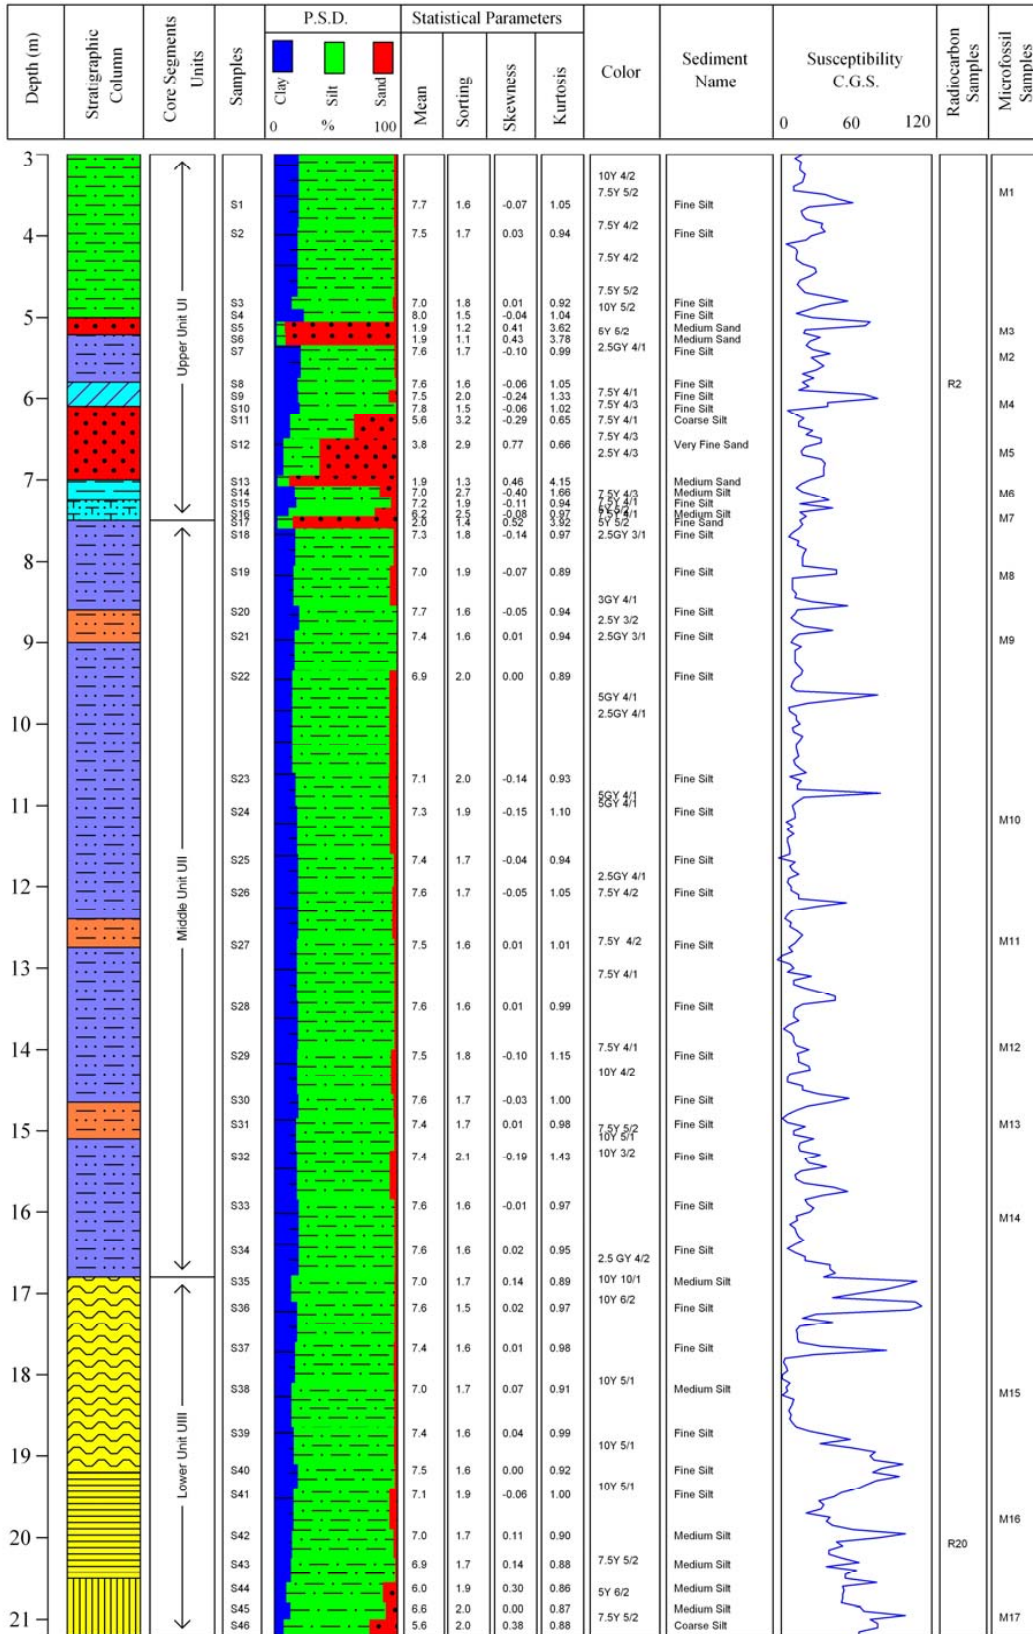 Depth (m)
Stratigraphic Column
Core Segments Units
Samples
P.S.D.
Clay
Silt
Sand
0 % 100
Statistical Parameters
Mean
Sorting
Skewness
Kurtosis
Color
Sediment Name
Susceptibility
C.G.S.
0 60 120
Radiocarbon Samples
Microfossil Samples
3
10Y 4/2
7.5Y 5/2
M1
S1 7.7 1.6 -0.07 1.05 Fine Silt
7.5Y 4/2
4 S2 7.5 1.7 0.03 0.94 Fine Silt
7.5Y 4/2
7.5Y 5/2
S3 7.0 1.8 0.01 0.92 10Y 5/2 Fine Silt
S4 8.0 1.5 -0.04 1.04 Fine Silt
5
S5 1.9 1.2 0.41 3.62 Medium Sand M3
S6 1.9 1.1 0.43 3.78 Medium Sand
S7 7.6 1.7 -0.10 0.99 2.5GY 4/1 Fine Silt M2
Upper Unit UI
S8 7.6 1.6 -0.06 1.05 Fine Silt R2
S9 7.5 2.0 -0.24 1.33 7.5Y 4/1 Fine Silt
6
S10 7.8 1.5 -0.06 1.02 7.5Y 4/3 Fine Silt M4
S11 5.6 3.2 -0.29 0.65 7.5Y 4/1 Coarse Silt
7.5Y 4/3
S12 3.8 2.9 0.77 0.66 2.5Y 4/3 Very Fine Sand M5
7
S13 1.9 1.3 0.46 4.15 Medium Sand
S14 7.0 2.7 -0.40 1.66 7.5Y 4/3 Medium Silt M6
S15 7.2 1.9 -0.11 0.94 7.5Y 4/1 Fine Silt
S16 6.2 2.5 -0.08 0.97 7.5Y 4/1 Medium Silt M7
S17 2.0 1.4 0.52 3.92 5Y 5/2 Fine Sand
S18 7.3 1.8 -0.14 0.97 2.5GY 3/1 Fine Silt
8
S19 7.0 1.9 -0.07 0.89 Fine Silt M8
3GY 4/1
S20 7.7 1.6 -0.05 0.94 2.5Y 3/2 Fine Silt
S21 7.4 1.6 0.01 0.94 2.5GY 3/1 Fine Silt M9
9
S22 6.9 2.0 0.00 0.89 Fine Silt
5GY 4/1
2.5GY 4/1
10
S23 7.1 2.0 -0.14 0.93 Fine Silt
5GY 4/1
5GY 4/1
11 S24 7.3 1.9 -0.15 1.10 Fine Silt M10
S25 7.4 1.7 -0.04 0.94 Fine Silt
2.5GY 4/1
12 S26 7.6 1.7 -0.05 1.05 7.5Y 4/2 Fine Silt
Middle Unit UII
S27 7.5 1.6 0.01 1.01 7.5Y 4/2 Fine Silt M11
13
7.5Y 4/1
S28 7.6 1.6 0.01 0.99 Fine Silt
14
7.5Y 4/1
S29 7.5 1.8 -0.10 1.15 Fine Silt M12
10Y 4/2
S30 7.6 1.7 -0.03 1.00 Fine Silt
S31 7.4 1.7 0.01 0.98 7.5Y 5/2 Fine Silt M13
15
10Y 5/1
S32 7.4 2.1 -0.19 1.43 10Y 3/2 Fine Silt
S33 7.6 1.6 -0.01 0.97 Fine Silt
16 M14
S34 7.6 1.6 0.02 0.95 2.5 GY 4/2 Fine Silt
S35 7.0 1.7 0.14 0.89 10Y 10/1 Medium Silt
17
S36 7.6 1.5 0.02 0.97 10Y 6/2 Fine Silt
S37 7.4 1.6 0.01 0.98 Fine Silt
18
10Y 5/1
S38 7.0 1.7 0.07 0.91 Medium Silt M15
S39 7.4 1.6 0.04 0.99 Fine Silt
10Y 5/1
19
S40 7.5 1.6 0.00 0.92 Fine Silt
10Y 5/1
S41 7.1 1.9 -0.06 1.00 Fine Silt
Lower Unit UIII
M16
20 S42 7.0 1.7 0.11 0.90 Medium Silt
R20
S43 6.9 1.7 0.14 0.88 7.5Y 5/2 Medium Silt
S44 6.0 1.9 0.30 0.86 5Y 6/2 Medium Silt
S45 6.6 2.0 0.00 0.87 Medium Silt
21 7.5Y 5/2 M17
S46 5.6 2.0 0.38 0.88 Coarse Silt